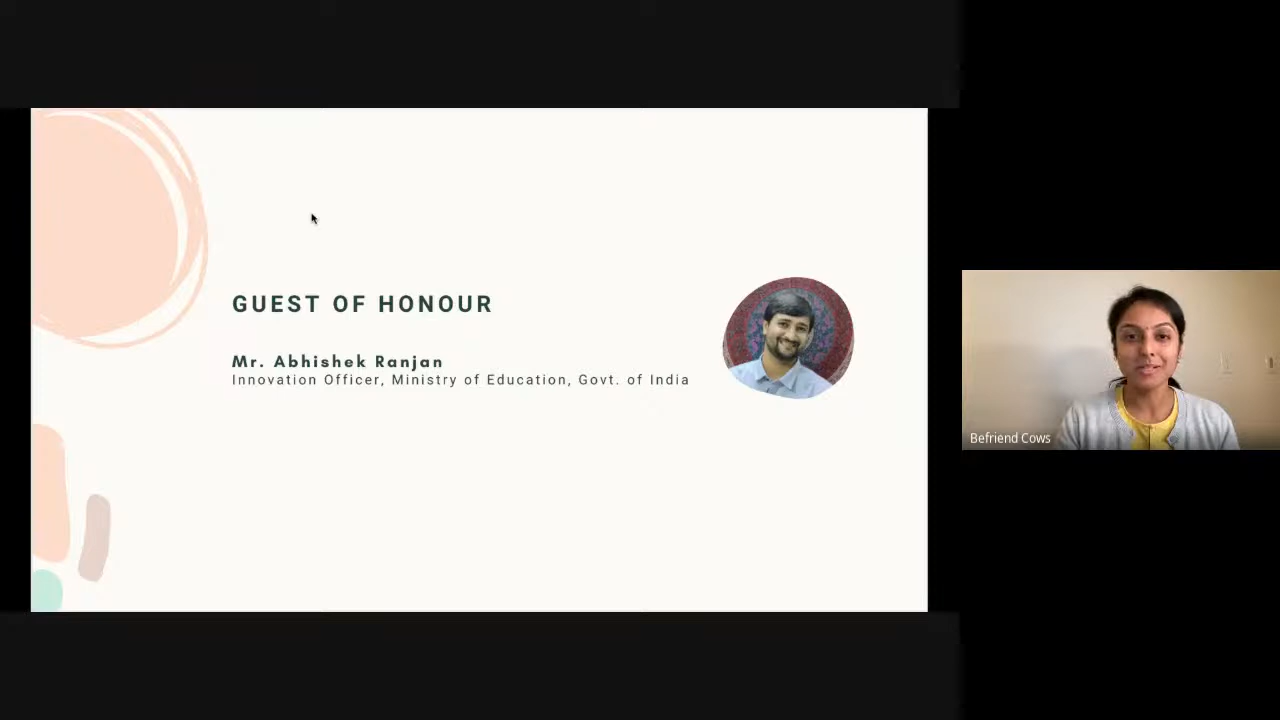 GUEST OF HONOUR
Mr. Abhishek Ranjan
Innovation Officer, Ministry of Education, Govt. of India
Befriend Cows